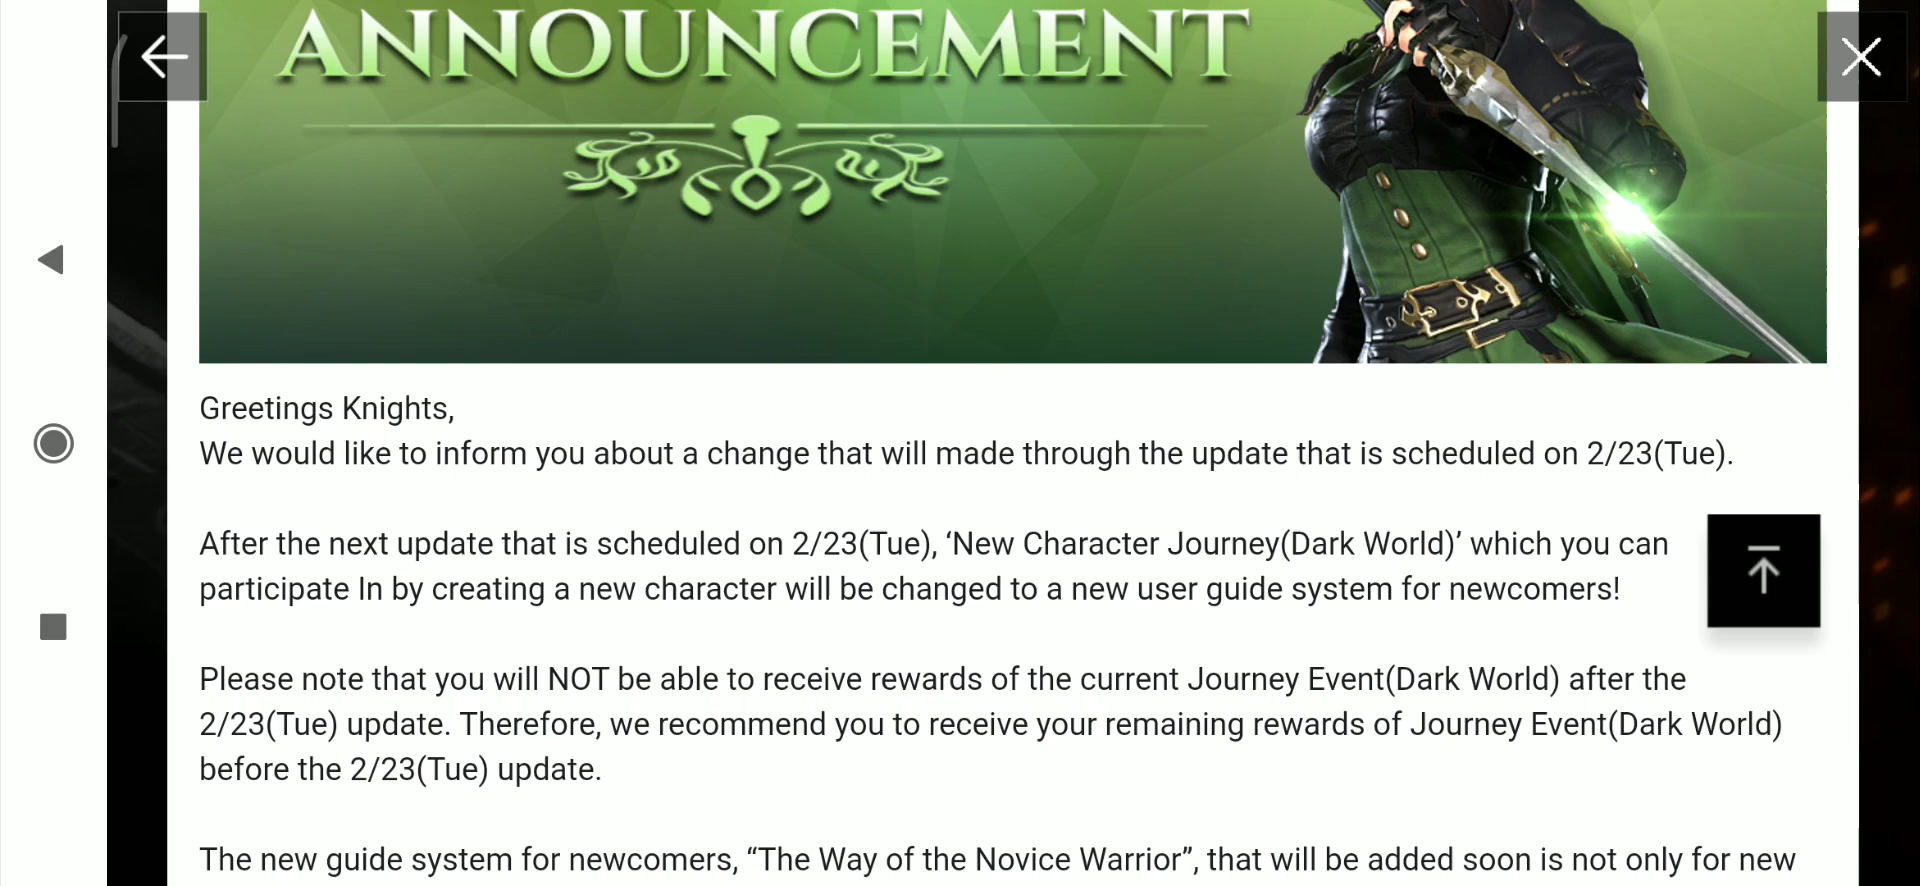 ANNOUNCEMENT
Greetings Knights,
We would like to inform you about a change that will made through the update that is scheduled on 2/23(Tue).
After the next update that is scheduled on 2/23(Tue), ‘New Character Journey(Dark World)’ which you can
participate In by creating a new character will be changed to a new user guide system for newcomers!
Please note that you will NOT be able to receive rewards of the current Journey Event(Dark World) after the
2/23(Tue) update. Therefore, we recommend you to receive your remaining rewards of Journey Event(Dark World)
before the 2/23(Tue) update.
The new guide system for newcomers, “The Way of the Novice Warrior”, that will be added soon is not only for new